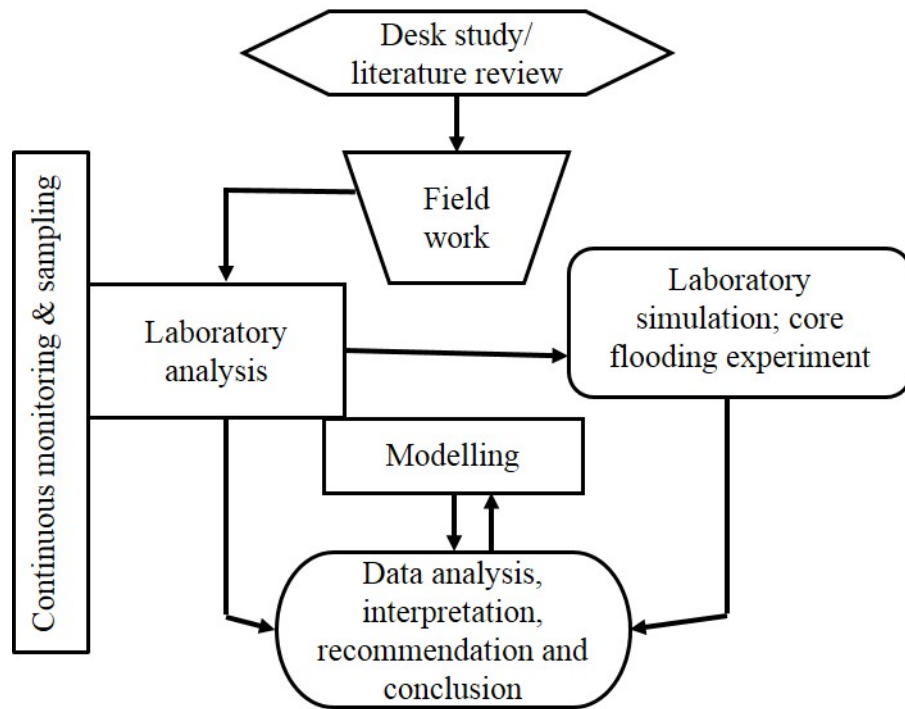 Desk study/
literature review
Field
work
Continuous monitoring & sampling
Laboratory
analysis
Laboratory
simulation; core
flooding experiment
Modelling
Data analysis,
interpretation,
recommendation and
conclusion